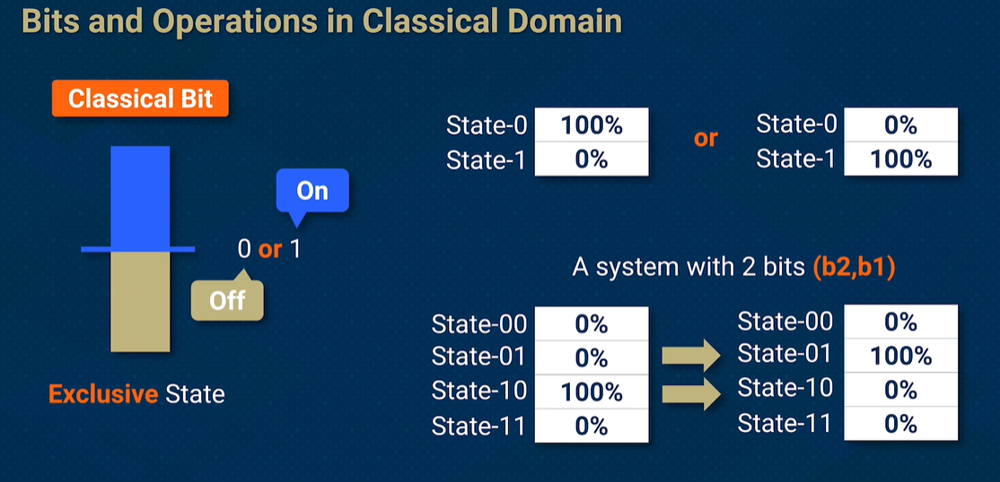 Bits and Operations in Classical Domain
Classical Bit
On
0 or 1
Off
Exclusive State
State-0 100%
State-1 0%
or
State-0 0%
State-1 100%
A system with 2 bits (b2,b1)
State-00 0%
State-01 0%
State-10 100%
State-11 0%
State-00 0%
State-01 100%
State-10 0%
State-11 0%